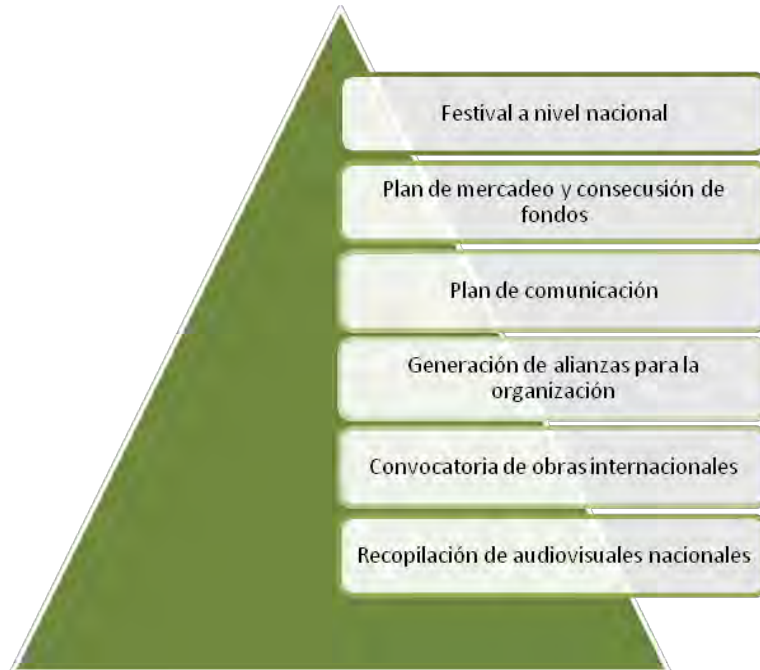 Festival a nivel nacional
Plan de mercadeo y consecusión de
fondos
Plan de comunicación
Generación de alianzas para la
organización
Convocatoria de obras internacionales
Recopilación de audiovisuales nacionales